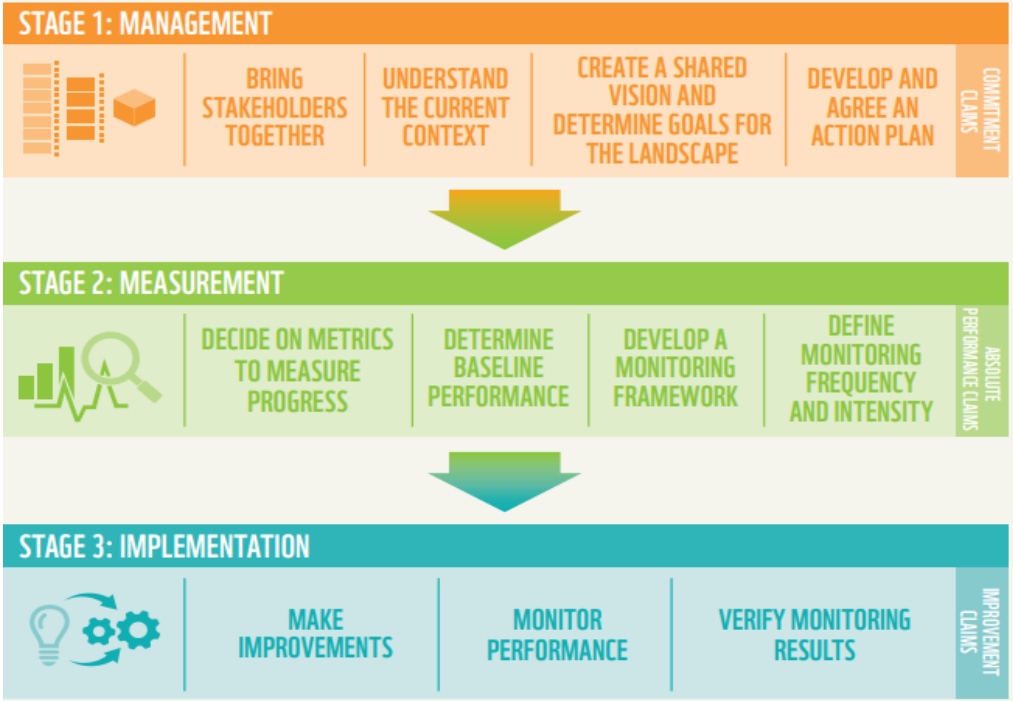 STAGE 1: MANAGEMENT
BRING
STAKEHOLDERS
TOGETHER
UNDERSTAND
THE CURRENT
CONTEXT
CREATE A SHARED
VISION AND
DETERMINE GOALS FOR
THE LANDSCAPE
DEVELOP AND
AGREE AN
ACTION PLAN
COMMITMENT
CLAIMS
STAGE 2: MEASUREMENT
DECIDE ON METRICS
TO MEASURE
PROGRESS
DETERMINE
BASELINE
PERFORMANCE
DEVELOP A
MONITORING
FRAMEWORK
DEFINE
MONITORING
FREQUENCY
AND INTENSITY
ABSOLUTE
PERFORMANCE CLAIMS
STAGE 3: IMPLEMENTATION
MAKE
IMPROVEMENTS
MONITOR
PERFORMANCE
VERIFY MONITORING
RESULTS
IMPROVEMENT
CLAIMS